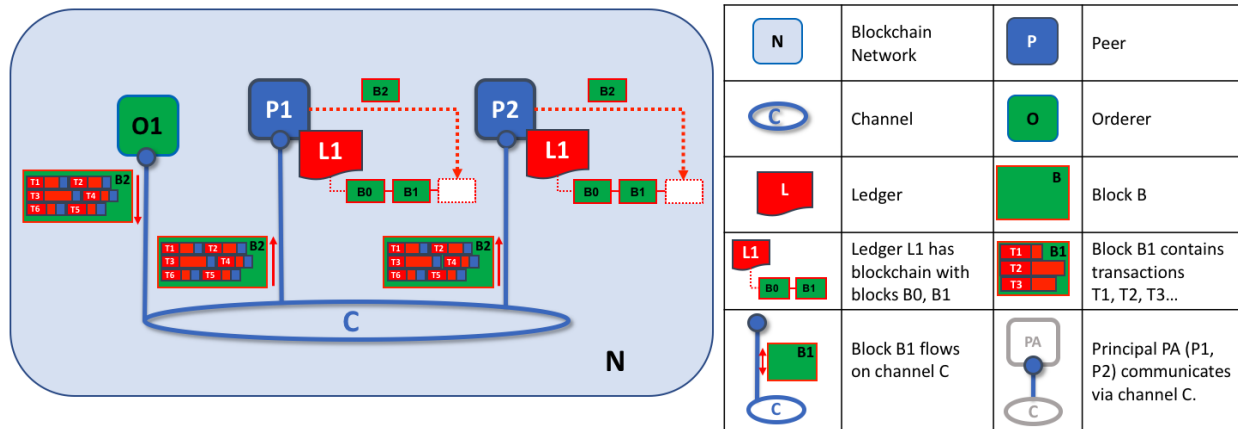 O1
P1
B2
P2
B2
L1
L1
B0 B1
B0 B1
T1 T2 B2
T3 T4
T6 T5
T1 T2 B2
T3 T4
T6 T5
T1 T2 B2
T3 T4
T6 T5
C
N
N
Blockchain
Network
P
Peer
C
Channel
O
Orderer
L
Ledger
B
Block B
L1
B0 B1
Ledger L1 has
blockchain with
blocks B0, B1
T1 B1
T2
T3
Block B1 contains
transactions
T1, T2, T3...
B1
C
Block B1 flows
on channel C
PA
C
Principal PA (P1,
P2) communicates
via channel C.